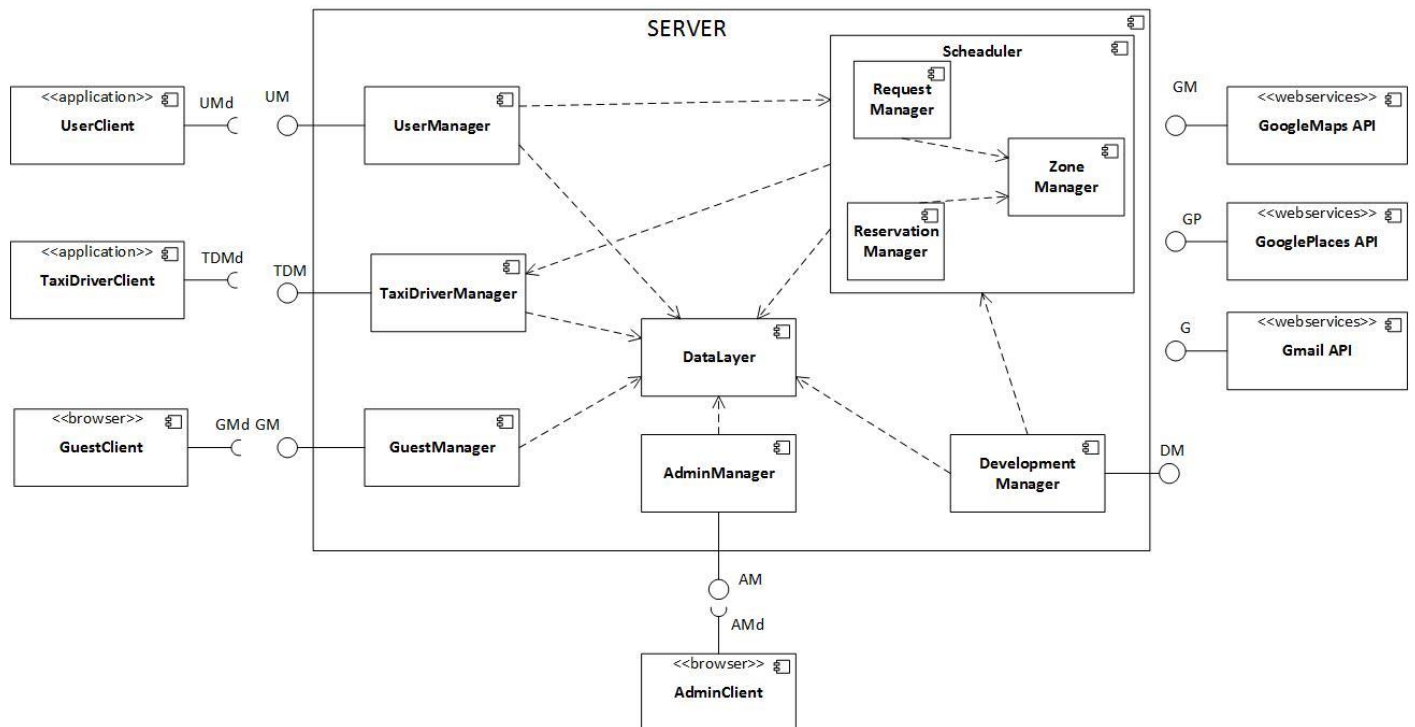 SERVER
Scheaduler
<<application>>
UserClient
UMd
UM
UserManager
Request
Manager
Zone
Manager
Reservation
Manager
GM
<<webservices>>
GoogleMaps API
<<application>>
TaxiDriverClient
TDMd
TDM
TaxiDriverManager
GP
<<webservices>>
GooglePlaces API
DataLayer
G
<<webservices>>
Gmail API
<<browser>>
GuestClient
GMd
GM
GuestManager
AdminManager
Development
Manager
DM
AM
AMd
<<browser>>
AdminClient